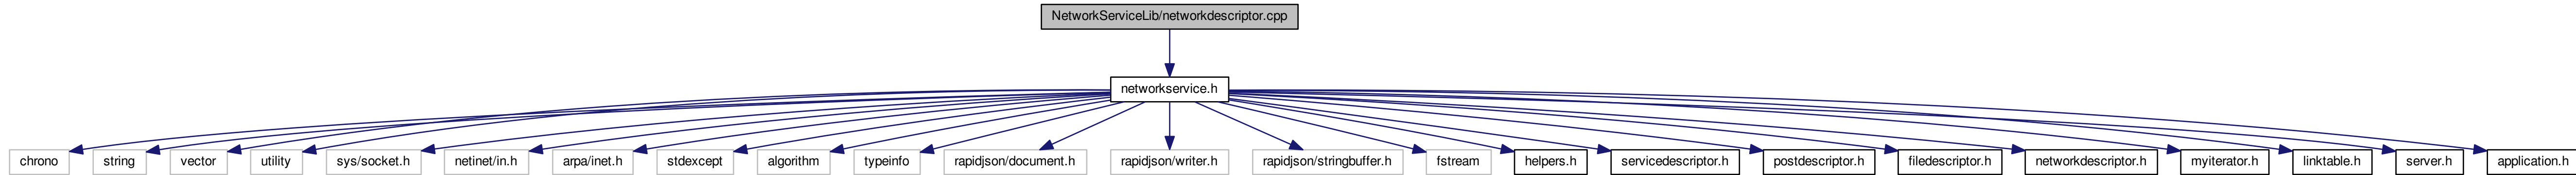 NetworkServiceLib/networkdescriptor.cpp
networkservice.h
chrono
string
vector
utility
sys/socket.h
netinet/in.h
arpa/inet.h
stdexcept
algorithm
typeinfo
rapidjson/document.h
rapidjson/writer.h
rapidjson/stringbuffer.h
fstream
helpers.h
servicedescriptor.h
postdescriptor.h
filedescriptor.h
networkdescriptor.h
myiterator.h
linktable.h
server.h
application.h